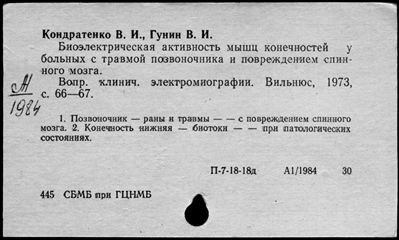 Кондратенко В. И., Гунин В. И.
Биоэлектрическая активность мышц конечностей у
больных с травмой позвоночника и повреждением спин-
ного мозга.
Вопр. клинич. электромиографии. Вильнюс, 1973,
с. 66—67.
1984
1. Позвоночник — раны и травмы — — с повреждением спинного
мозга. 2. Конечность нижняя — биотоки — — при патологических
состояниях.
П-7-18-18д А1/1984 30
445 СБМБ при ГЦНМБ